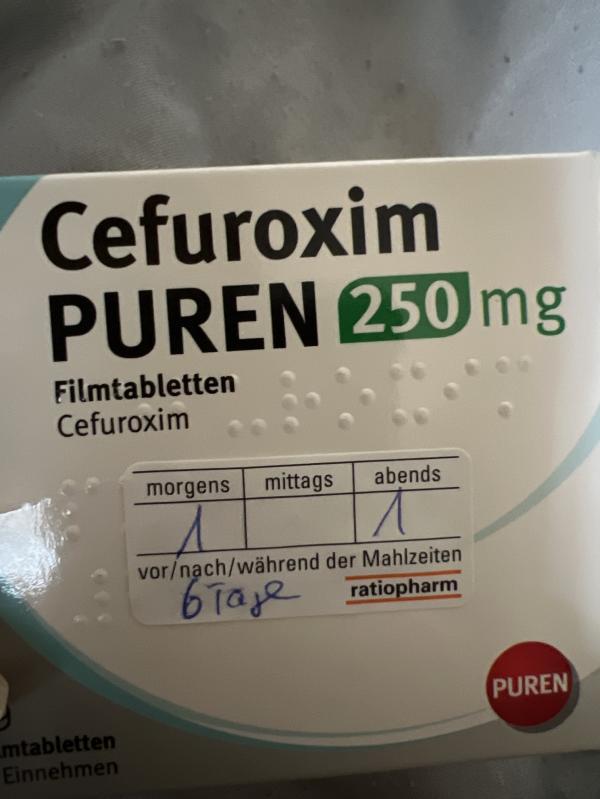 Cefuroxim
PUREN 250 mg
Filmtabletten
Cefuroxim
morgens mittags abends
1 1
vor/nach/während der Mahlzeiten
6 Tage ratiopharm
PUREN
mtabletten
Einnehmen